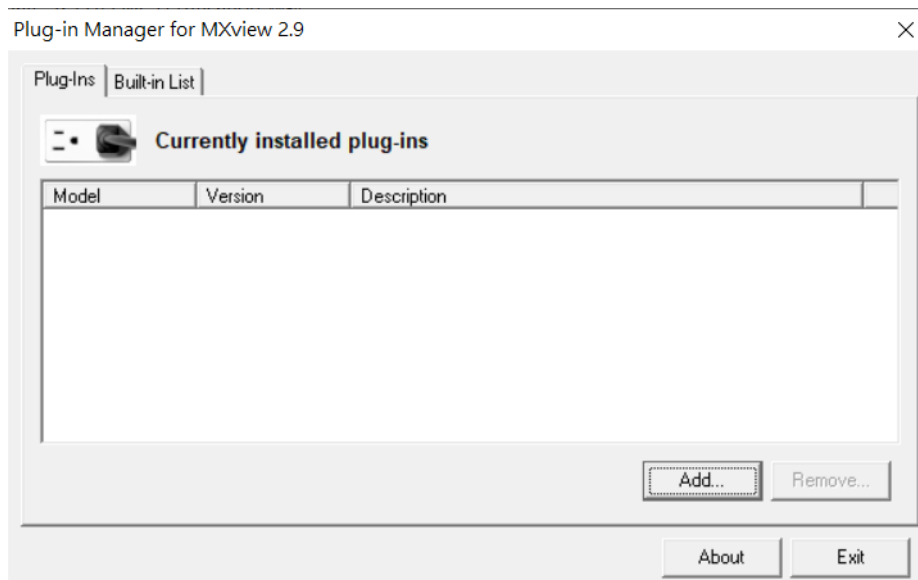 Plug-in Manager for MXview 2.9
Plug-Ins
Built-in List
Currently installed plug-ins
Model Version Description
Add... Remove...
About Exit